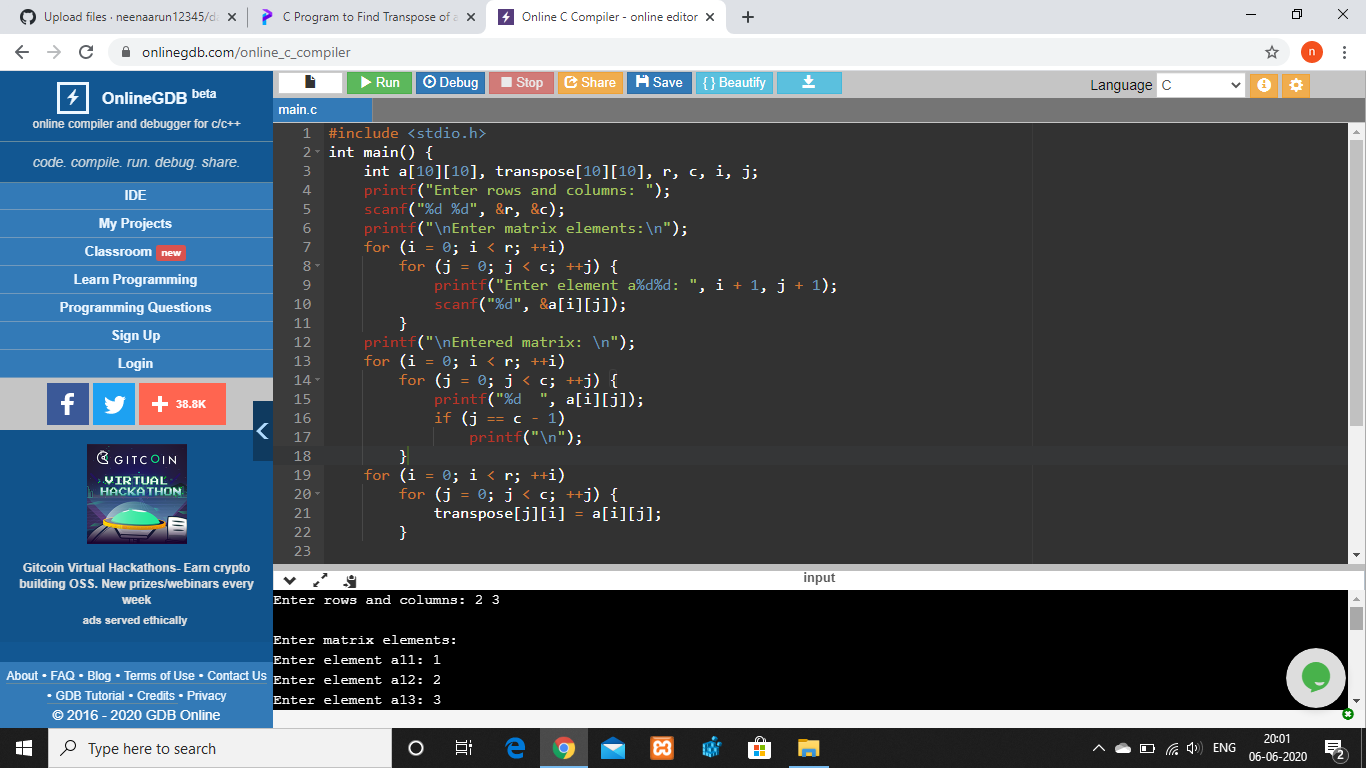 Upload files · neenaarun12345/da
C Program to Find Transpose of a
Online C Compiler - online editor
onlinegdb.com/online_c_compiler
n
OnlineGDB beta
online compiler and debugger for c/c++
code. compile. run. debug. share.
IDE
My Projects
Classroom new
Learn Programming
Programming Questions
Sign Up
Login
38.8K
GITCOIN
VIRTUAL
HACKATHON
Gitcoin Virtual Hackathons- Earn crypto
building OSS. New prizes/webinars every
week
ads served ethically
About • FAQ • Blog • Terms of Use • Contact Us
• GDB Tutorial • Credits • Privacy
© 2016 - 2020 GDB Online
Run Debug Stop Share Save { } Beautify
Language C
main.c
1 #include <stdio.h>
2 int main() {
3 int a[10][10], transpose[10][10], r, c, i, j;
4 printf("Enter rows and columns: ");
5 scanf("%d %d", &r, &c);
6 printf("\nEnter matrix elements:\n");
7 for (i = 0; i < r; ++i)
8 for (j = 0; j < c; ++j) {
9 printf("Enter element a%d%d: ", i + 1, j + 1);
10 scanf("%d", &a[i][j]);
11 }
12 printf("\nEntered matrix: \n");
13 for (i = 0; i < r; ++i)
14 for (j = 0; j < c; ++j) {
15 printf("%d  ", a[i][j]);
16 if (j == c - 1)
17 printf("\n");
18 }
19 for (i = 0; i < r; ++i)
20 for (j = 0; j < c; ++j) {
21 transpose[j][i] = a[i][j];
22 }
23
input
Enter rows and columns: 2 3
Enter matrix elements:
Enter element a11: 1
Enter element a12: 2
Enter element a13: 3
Type here to search
ENG
20:01
06-06-2020
2